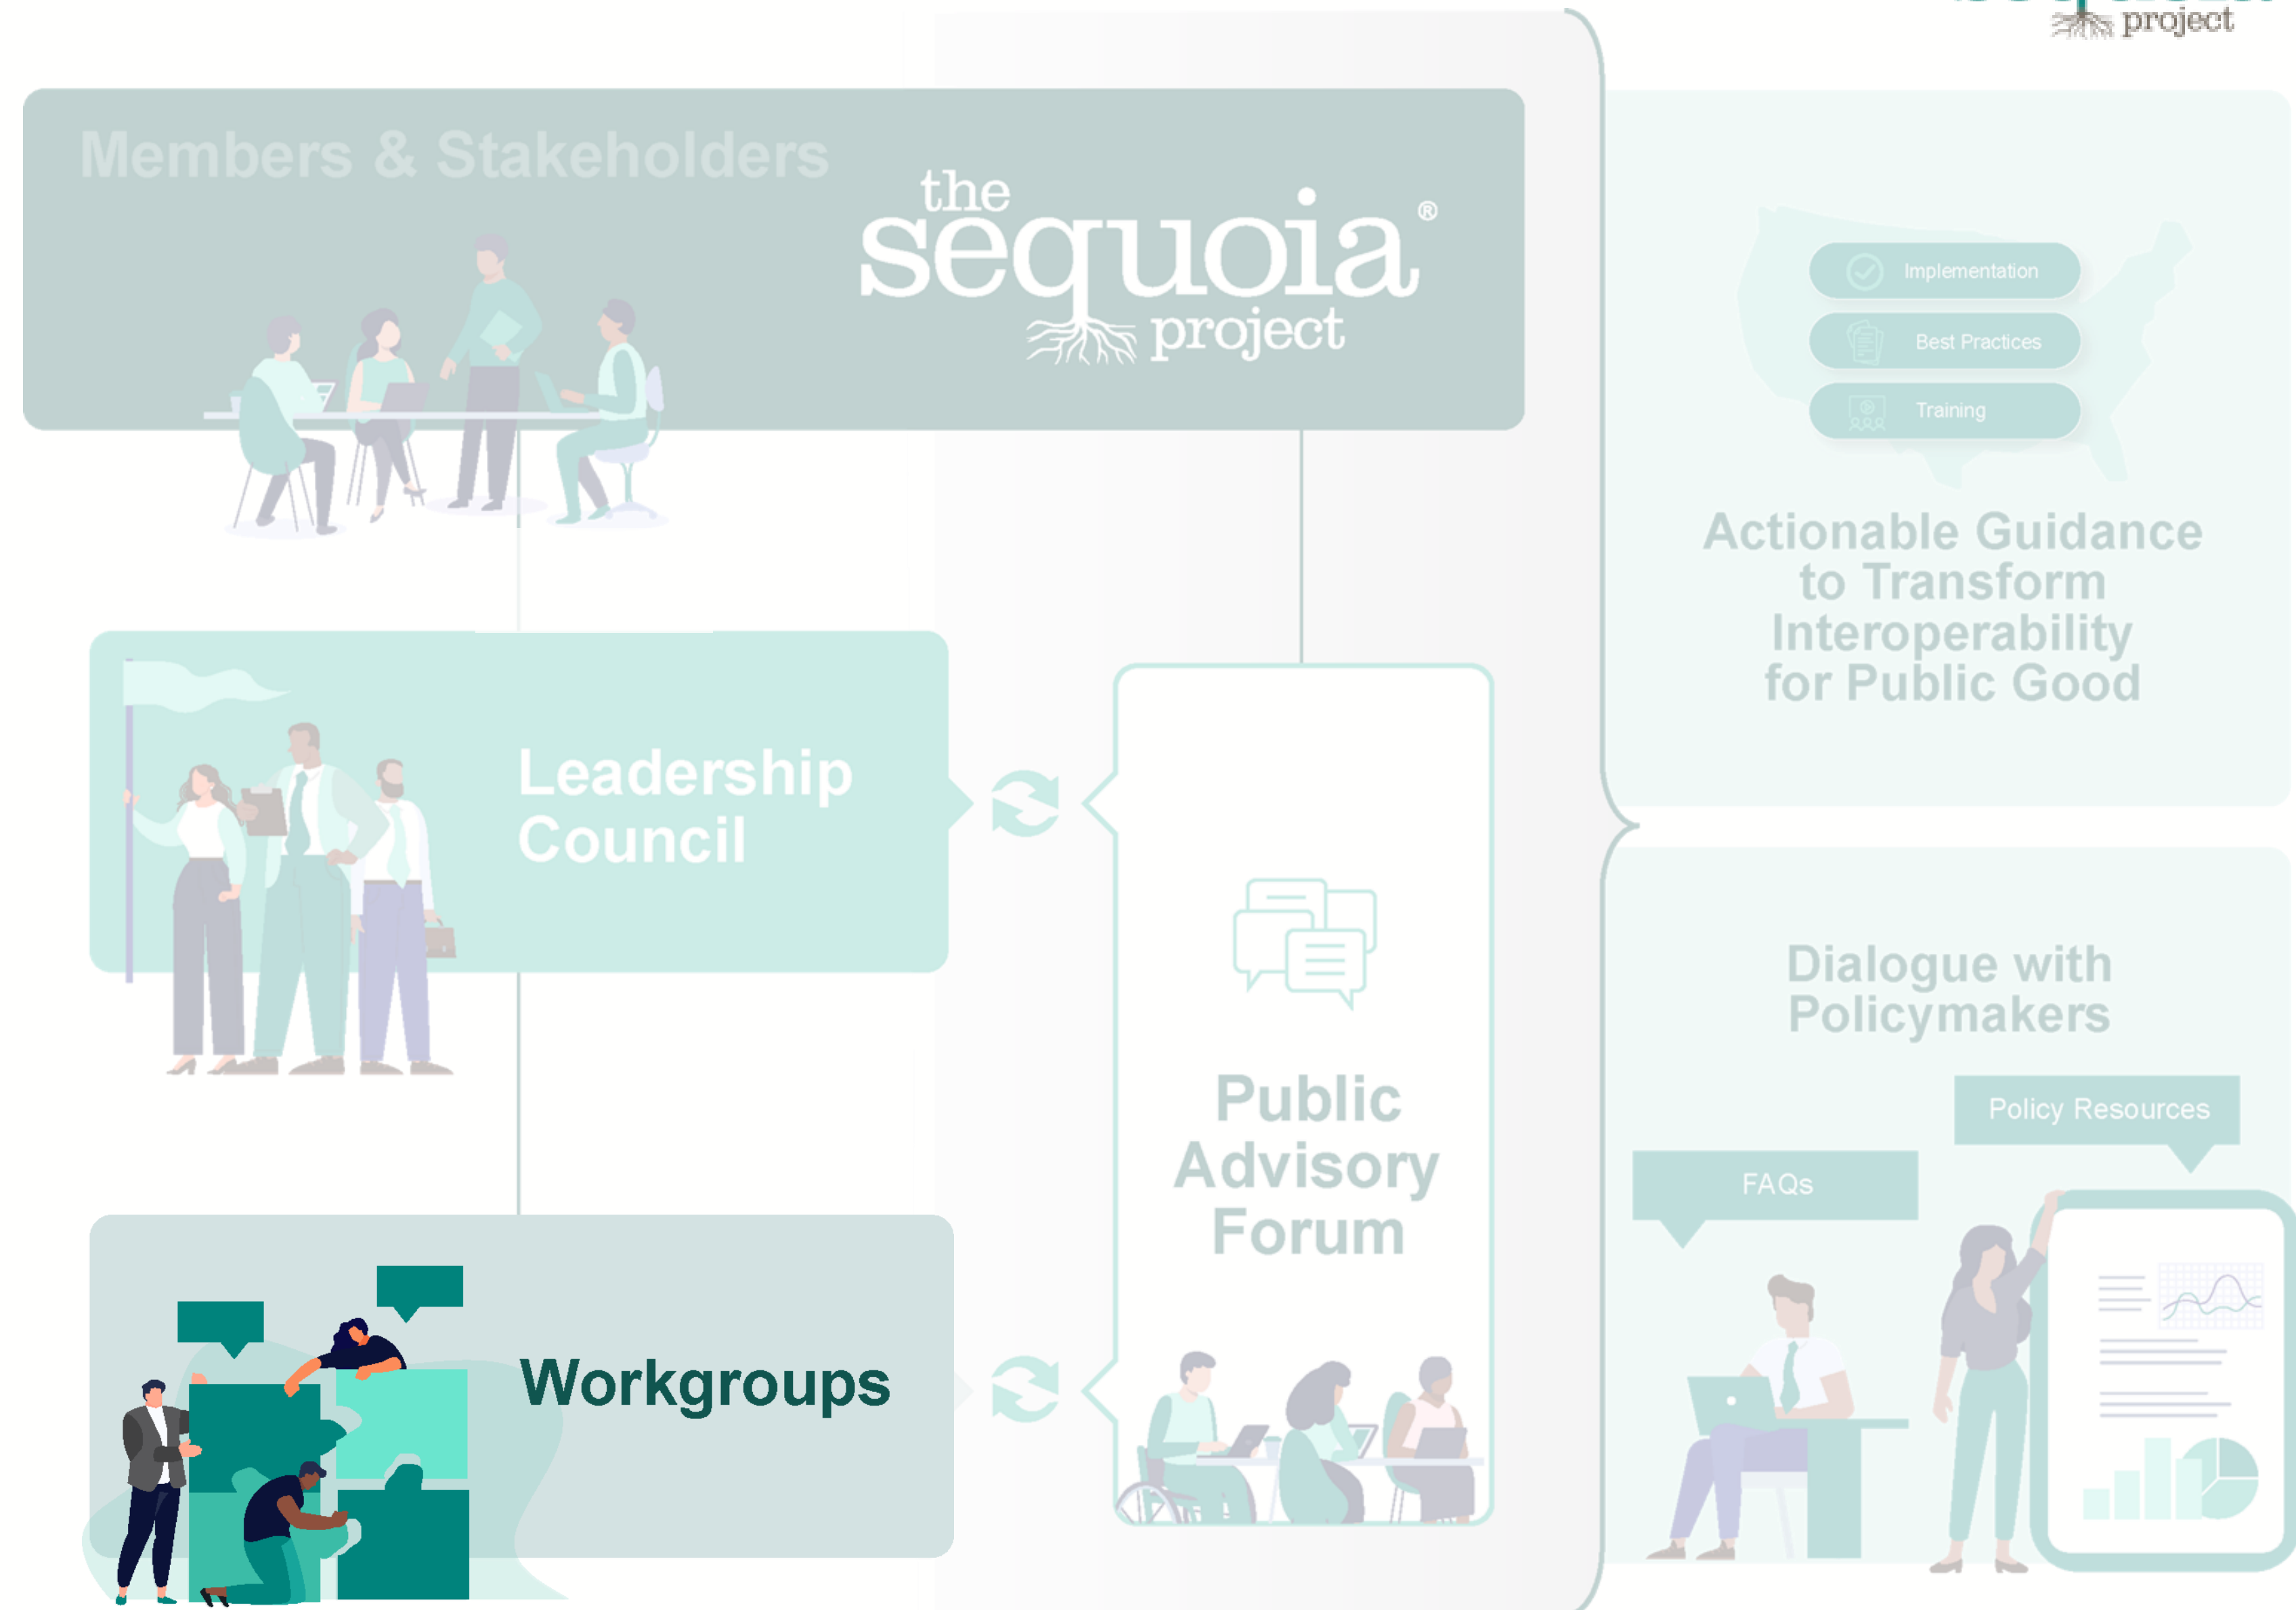 project
Members & Stakeholders
the
sequoia®
project
Implementation
Best Practices
Training
Actionable Guidance
to Transform
Interoperability
for Public Good
Leadership
Council
Public
Advisory
Forum
Dialogue with
Policymakers
Policy Resources
FAQs
Workgroups